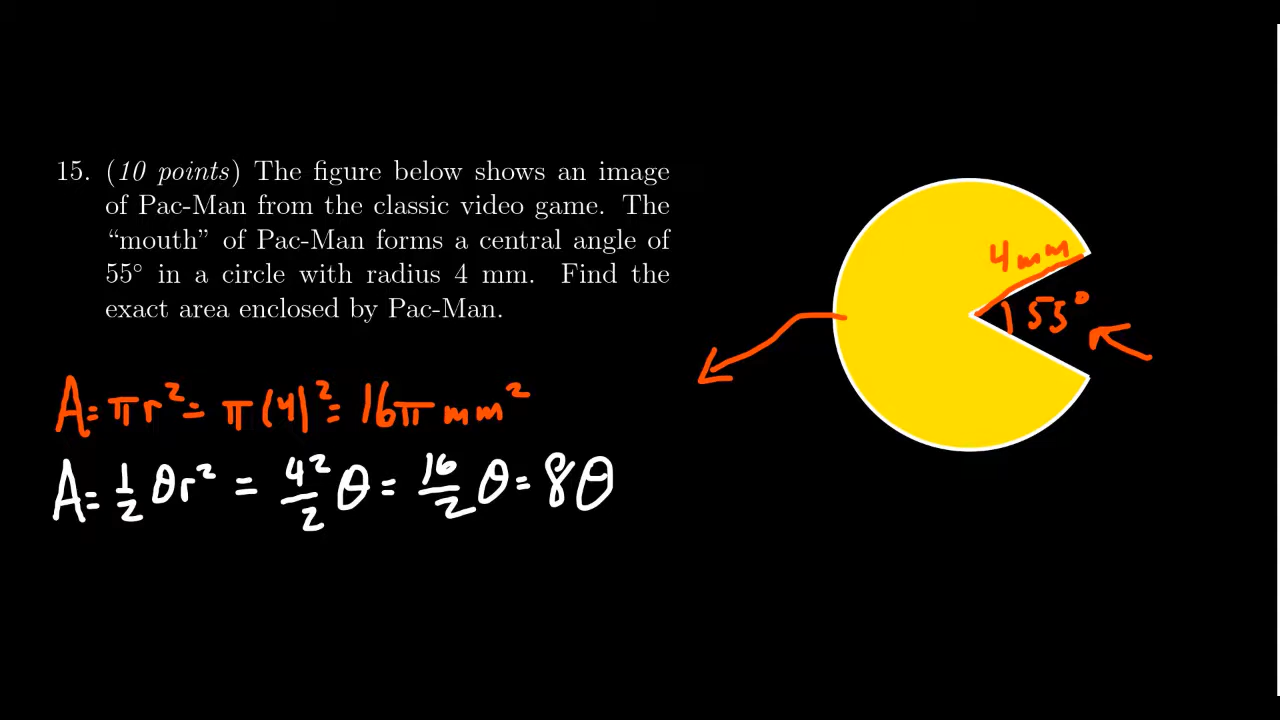 15. (10 points) The figure below shows an image
of Pac-Man from the classic video game. The
“mouth” of Pac-Man forms a central angle of
55° in a circle with radius 4 mm. Find the
exact area enclosed by Pac-Man.
4mm
55°
A = πr² = π(4)² = 16π mm²
A = 1/2 θr² = 4²/2 θ = 16/2 θ = 8θ